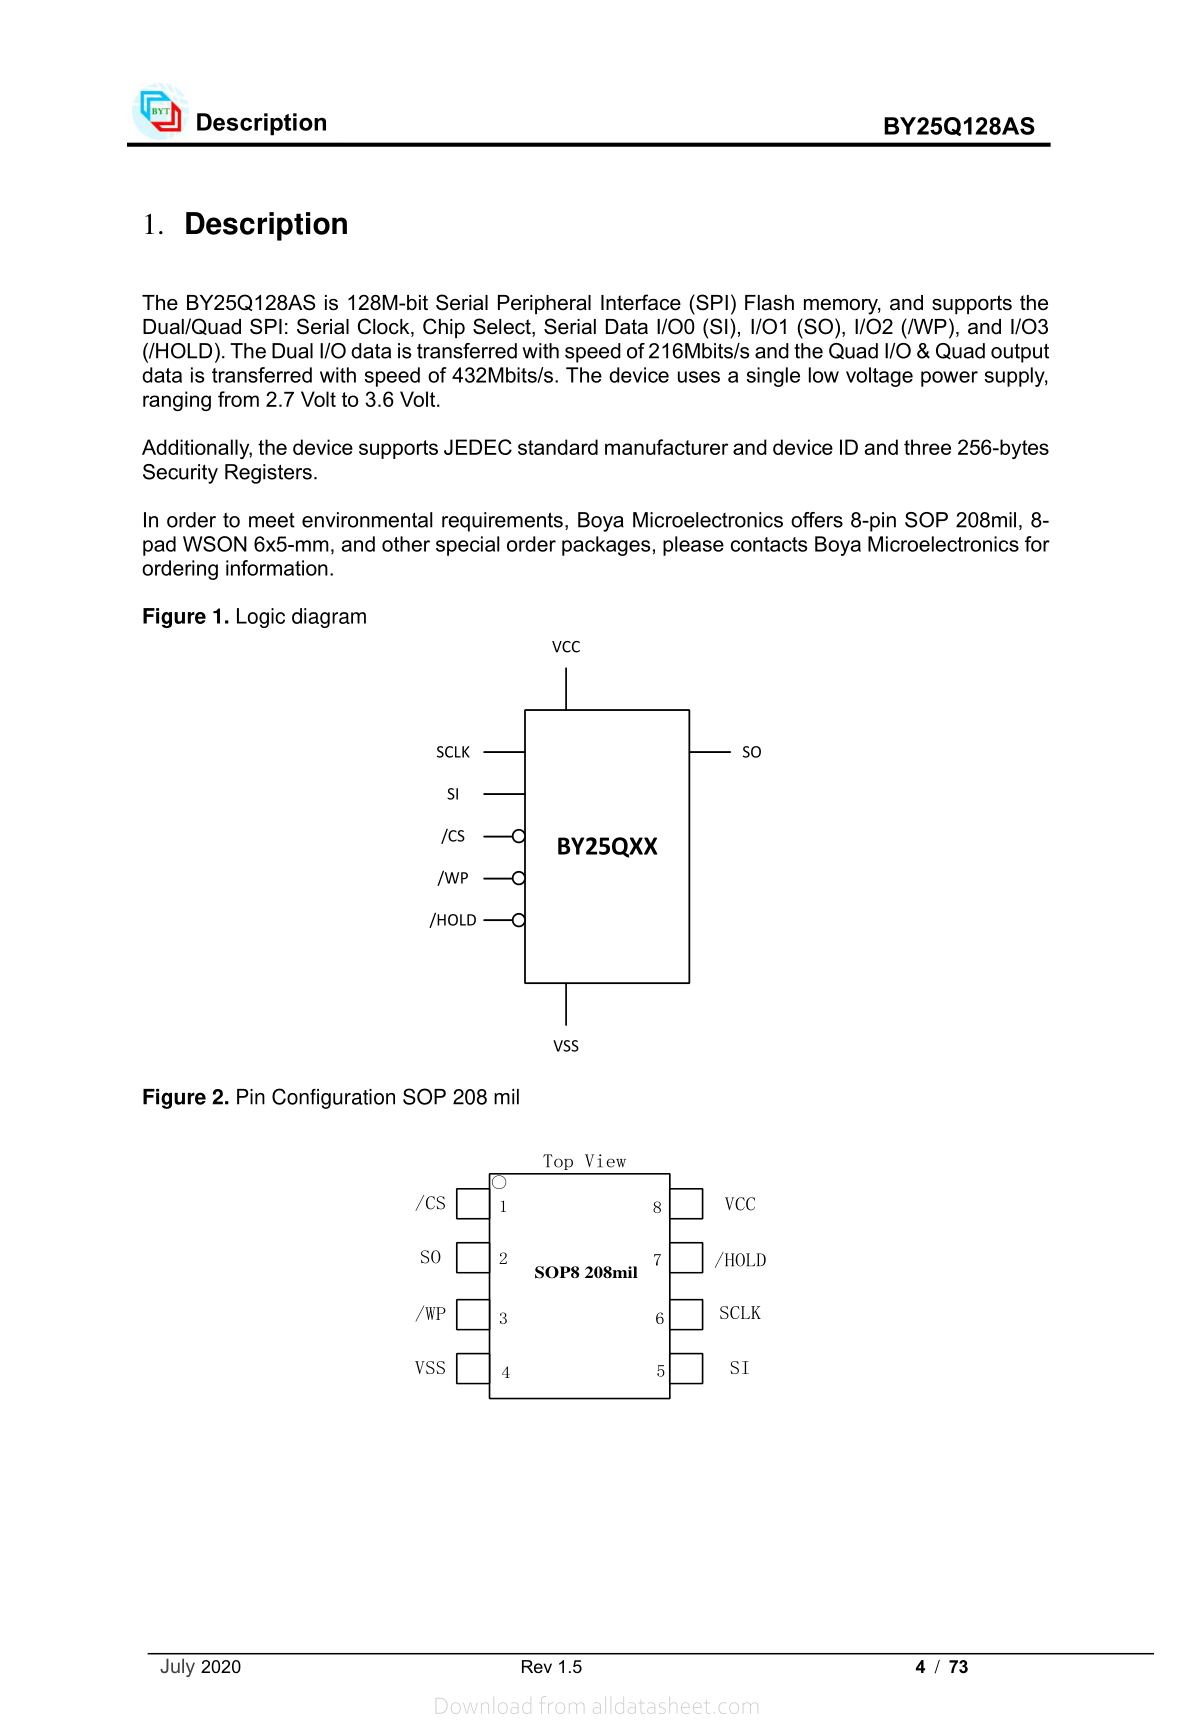 BYT
Description
BY25Q128AS
1. Description
The BY25Q128AS is 128M-bit Serial Peripheral Interface (SPI) Flash memory, and supports the
Dual/Quad SPI: Serial Clock, Chip Select, Serial Data I/O0 (SI), I/O1 (SO), I/O2 (/WP), and I/O3
(/HOLD). The Dual I/O data is transferred with speed of 216Mbits/s and the Quad I/O & Quad output
data is transferred with speed of 432Mbits/s. The device uses a single low voltage power supply,
ranging from 2.7 Volt to 3.6 Volt.
Additionally, the device supports JEDEC standard manufacturer and device ID and three 256-bytes
Security Registers.
In order to meet environmental requirements, Boya Microelectronics offers 8-pin SOP 208mil, 8-
pad WSON 6x5-mm, and other special order packages, please contacts Boya Microelectronics for
ordering information.
Figure 1. Logic diagram
VCC
SCLK
SO
SI
/CS
BY25QXX
/WP
/HOLD
VSS
Figure 2. Pin Configuration SOP 208 mil
Top View
/CS 1 8 VCC
SO 2 7 /HOLD
SOP8 208mil
/WP 3 6 SCLK
VSS 4 5 SI
July 2020 Rev 1.5 4 / 73
Download from alldatasheet.com